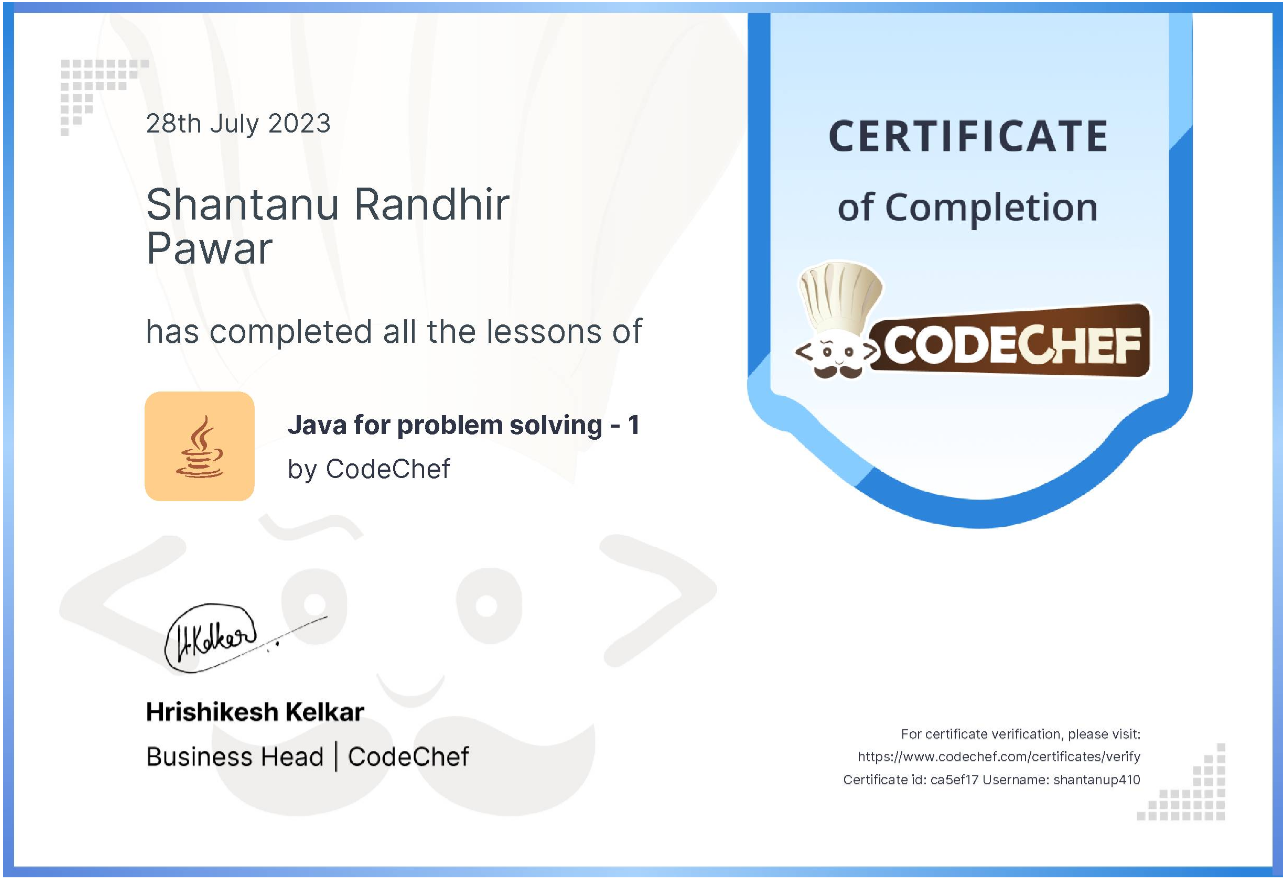 28th July 2023
Shantanu Randhir
Pawar
has completed all the lessons of
Java for problem solving - 1
by CodeChef
H.Kelkar
Hrishikesh Kelkar
Business Head | CodeChef
CERTIFICATE
of Completion
CODECHEF
For certificate verification, please visit:
https://www.codechef.com/certificates/verify
Certificate id: ca5ef17 Username: shantanup410